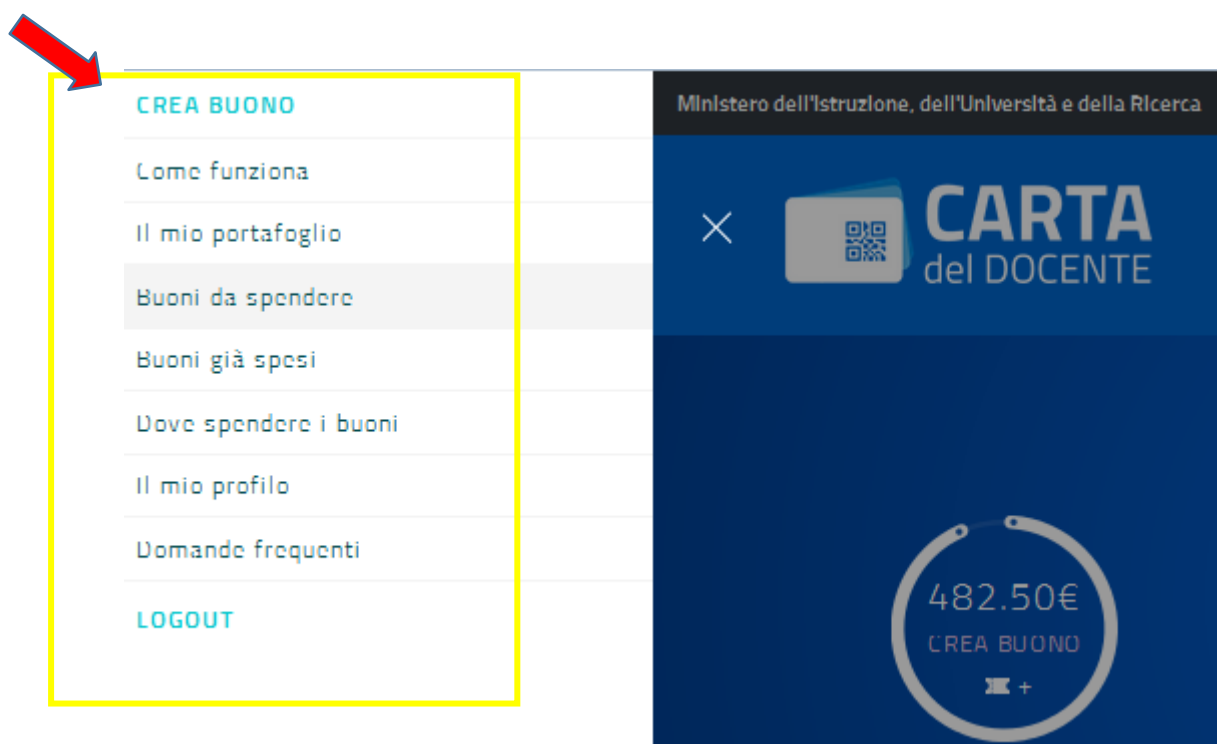 CREA BUONO
Come funziona
Il mio portafoglio
Buoni da spendere
Buoni già spesi
Dove spendere i buoni
Il mio profilo
Domande frequenti
LOGOUT
Ministero dell'Istruzione, dell'Università e della Ricerca
CARTA
del DOCENTE
482.50€
CREA BUONO
+